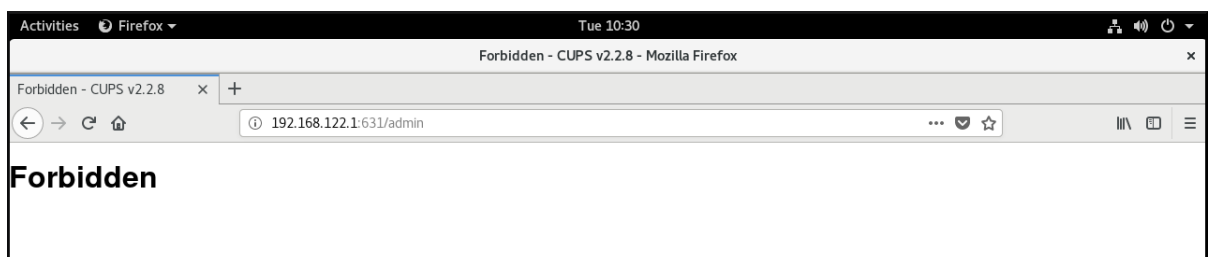 Activities Firefox Tue 10:30
Forbidden - CUPS v2.2.8 - Mozilla Firefox
Forbidden - CUPS v2.2.8
192.168.122.1:631/admin
Forbidden